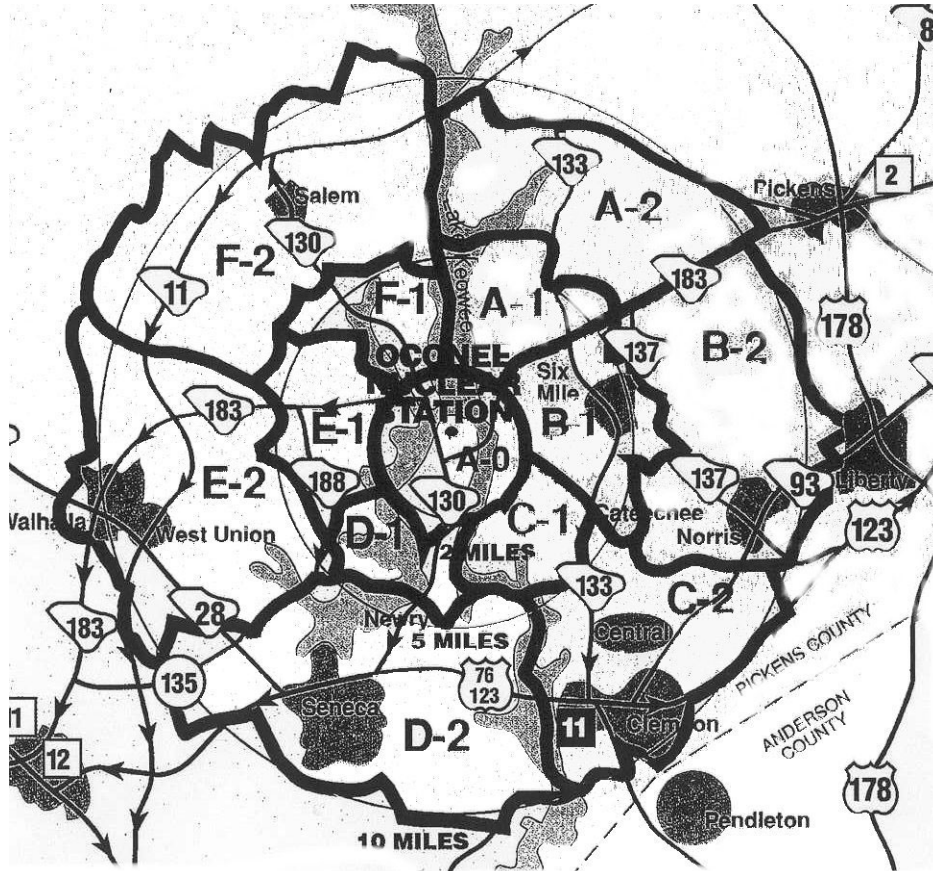 8
133
Pickens
2
A-2
Salem
130
F-2
11
183
178
F-1
A-1
Keowee
137
B-2
OCONEE
NUCLEAR
STATION
Six
Mile
183
E-1
B-1
A-0
E-2
188
130
137
93
Liberty
Walhalla
West Union
D-1
C-1
Cateechee
Norris
123
2 MILES
133
C-2
28
Newry
183
5 MILES
Central
PICKENS COUNTY
135
76
123
11
Seneca
11
Clemson
ANDERSON
COUNTY
D-2
12
178
Pendleton
10 MILES